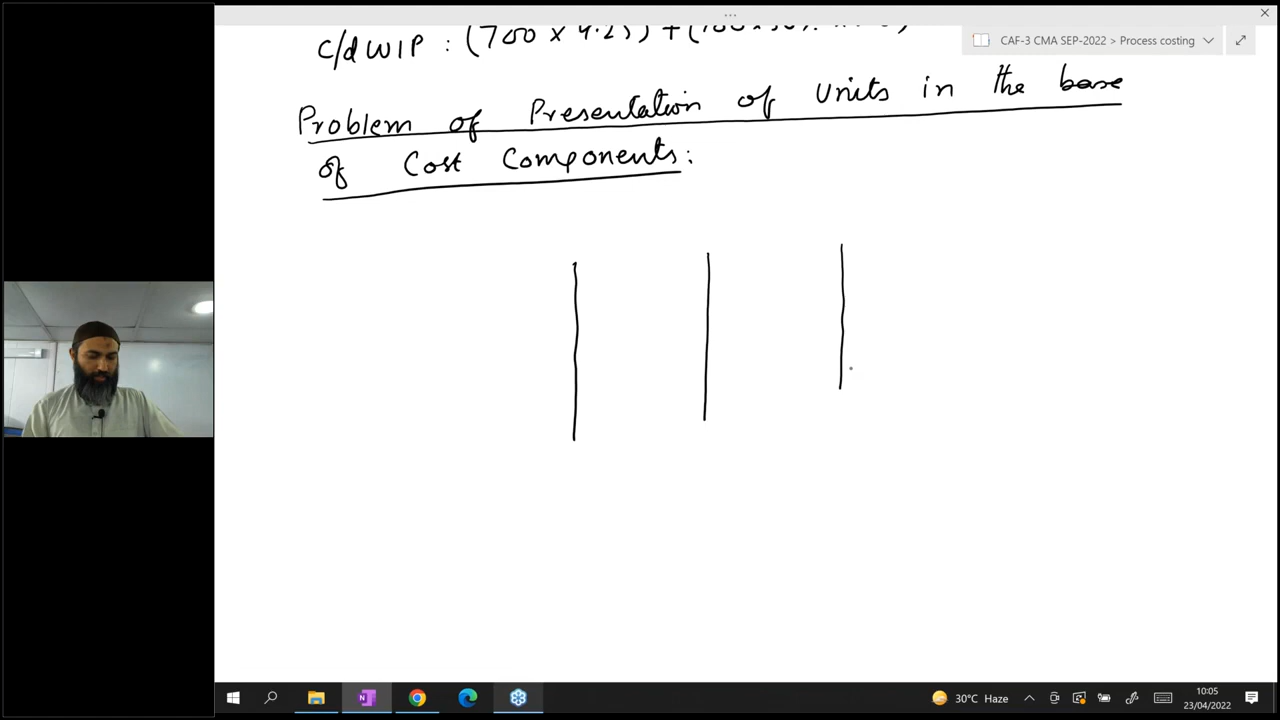 CAF-3 CMA SEP-2022 > Process costing
c/d WIP : (700 x 4.25) + (
Problem of Presentation of Units in the base
of Cost Components:
30°C Haze
10:05
23/04/2022